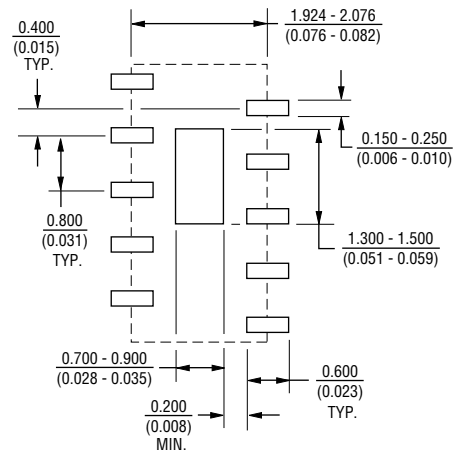 1.924 - 2.076
(0.076 - 0.082)
0.400
(0.015)
TYP.
0.150 - 0.250
(0.006 - 0.010)
0.800
(0.031)
TYP.
1.300 - 1.500
(0.051 - 0.059)
0.700 - 0.900
(0.028 - 0.035)
0.600
(0.023)
TYP.
0.200
(0.008)
MIN.